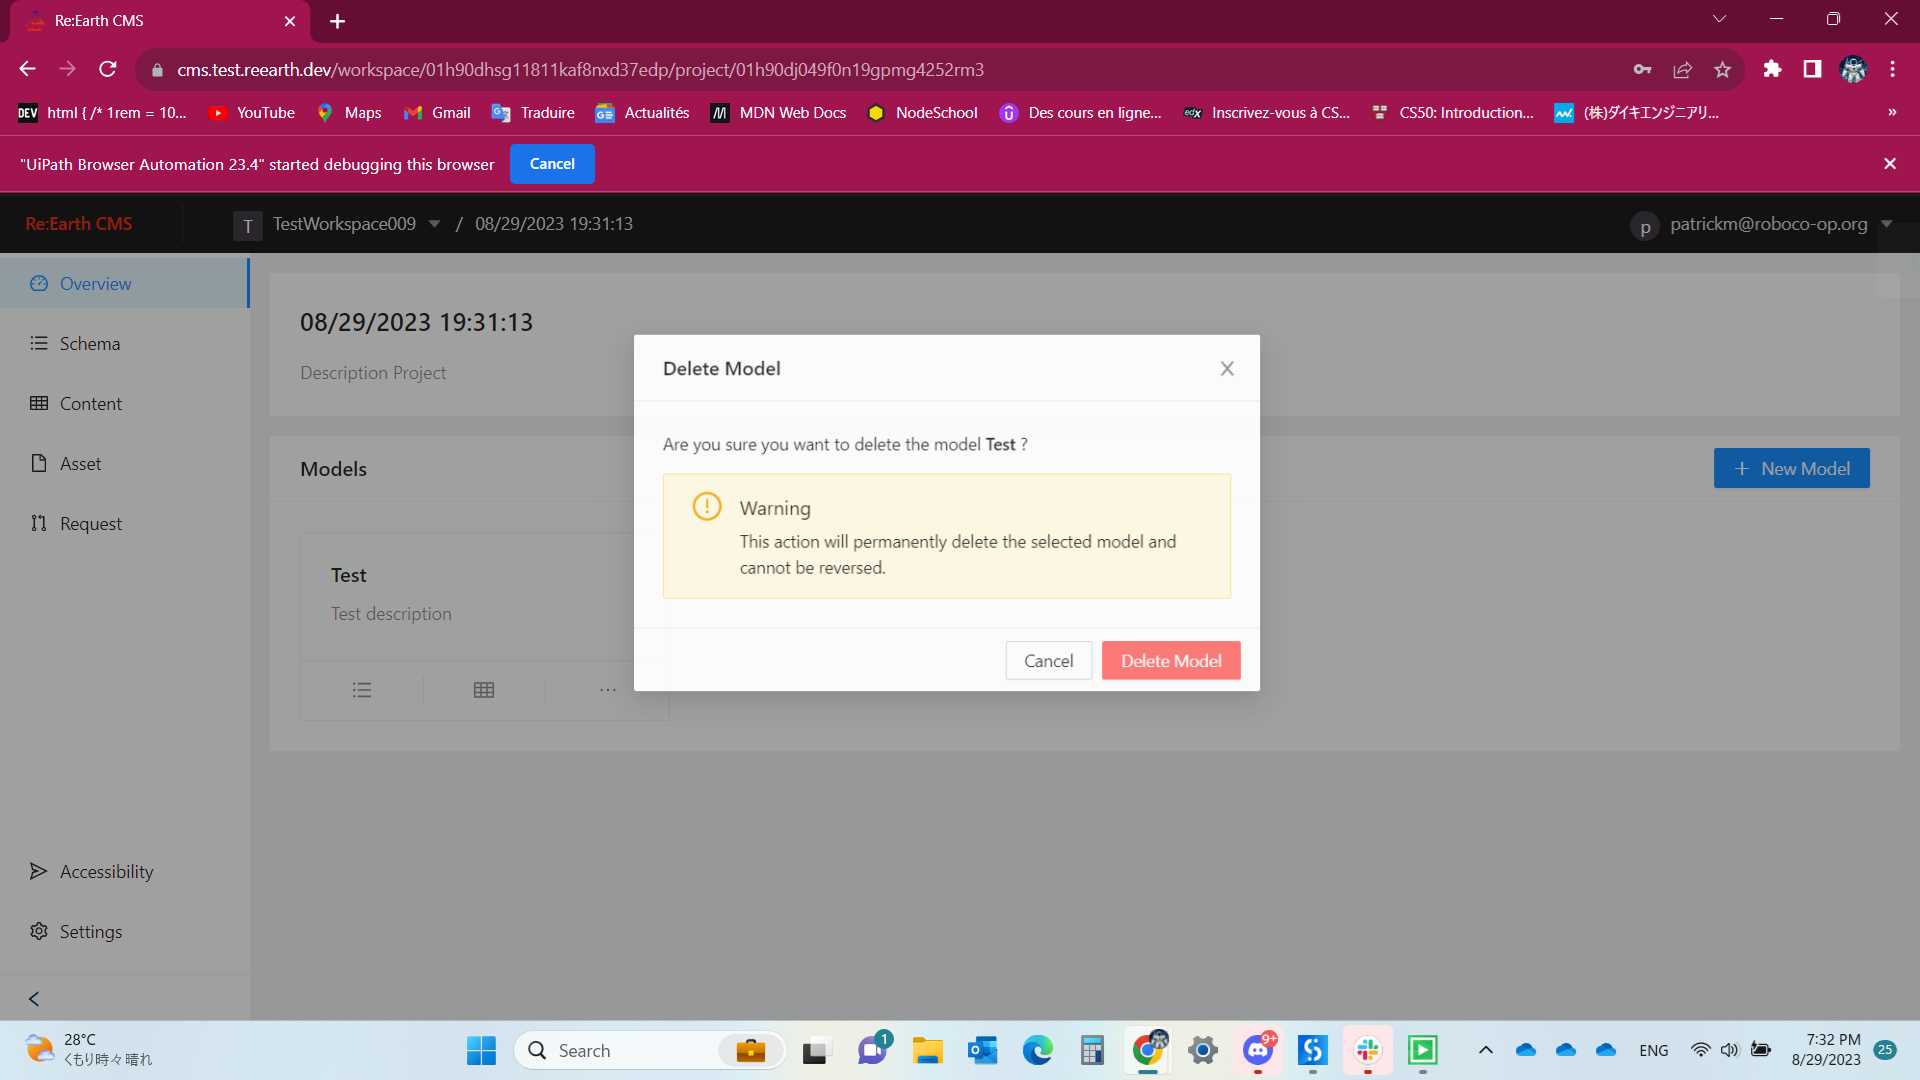 Re:Earth CMS
cms.test.reearth.dev/workspace/01h90dhsg11811kaf8nxd37edp/project/01h90dj049f0n19gpmg4252rm3
DEV html { /* 1rem = 10... YouTube Maps Gmail Traduire Actualités MDN Web Docs NodeSchool Des cours en ligne... edX Inscrivez-vous à CS... CS50: Introduction... (株)ダイキエンジニアリ... »
"UiPath Browser Automation 23.4" started debugging this browser Cancel
Re:Earth CMS T TestWorkspace009 / 08/29/2023 19:31:13 p patrickm@roboco-op.org
Overview
Schema
Content
Asset
Request
Accessibility
Settings
08/29/2023 19:31:13
Description Project
Models
New Model
Test
Test description
Delete Model
Are you sure you want to delete the model Test ?
Warning
This action will permanently delete the selected model and
cannot be reversed.
Cancel Delete Model
28°C
くもり時々晴れ
Search
1
9+
ENG
7:32 PM
8/29/2023
25